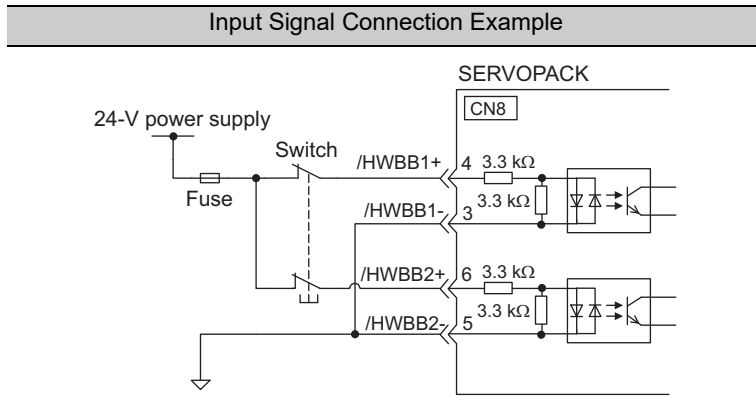 Input Signal Connection Example
SERVOPACK
CN8
24-V power supply
Switch
Fuse
/HWBB1+
4
3.3 kΩ
/HWBB1-
3
3.3 kΩ
/HWBB2+
6
3.3 kΩ
/HWBB2-
5
3.3 kΩ